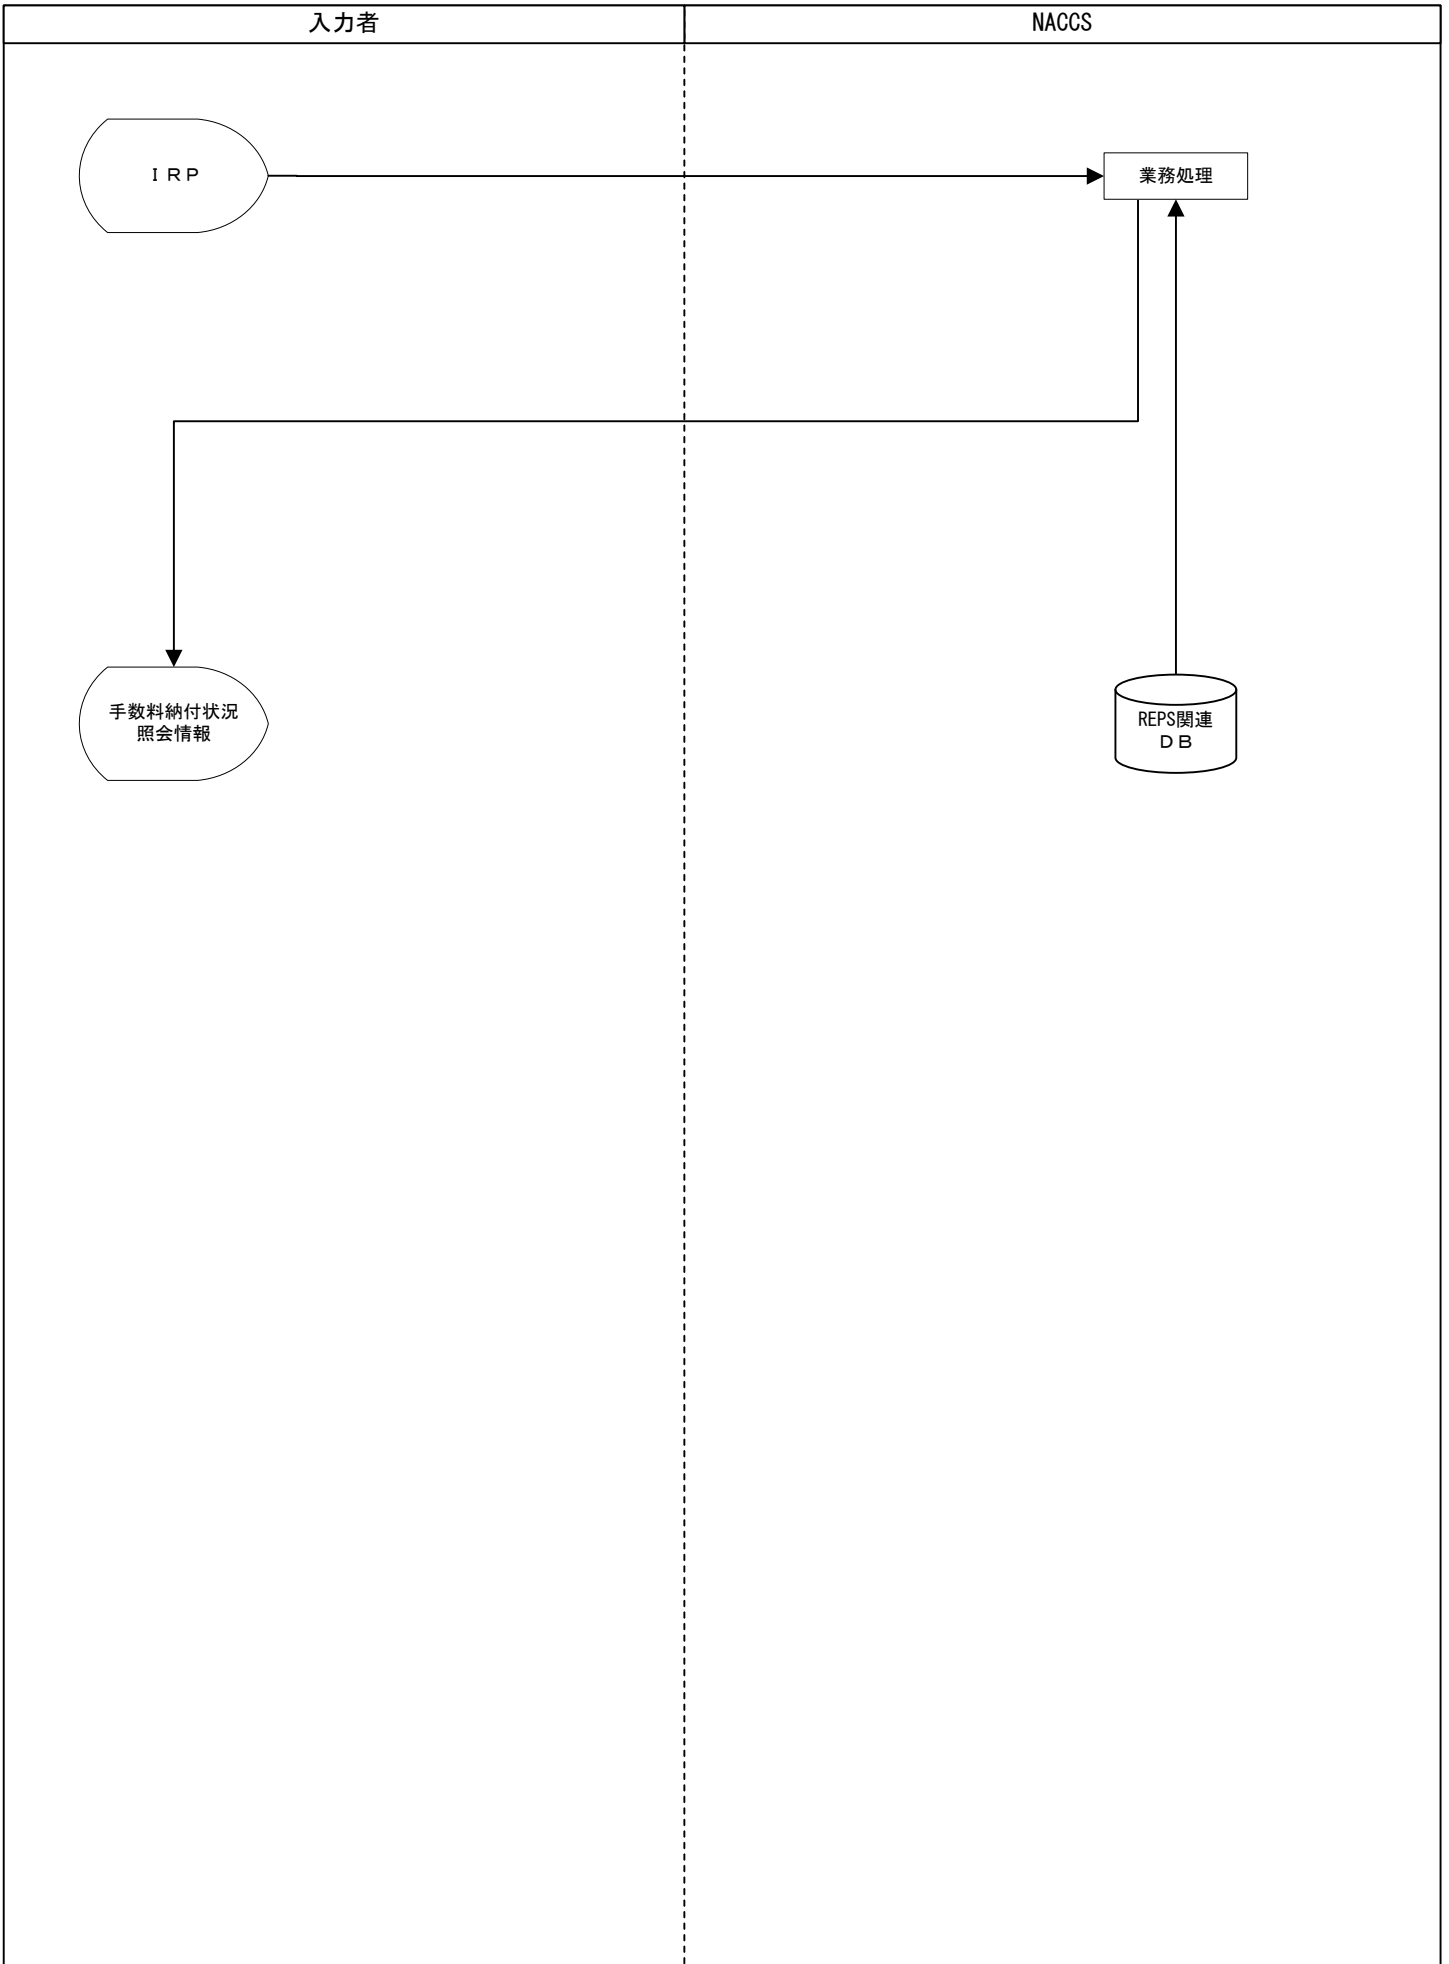 入力者
NACCS
ＩＲＰ
業務処理
手数料納付状況
照会情報
REPS関連
ＤＢ